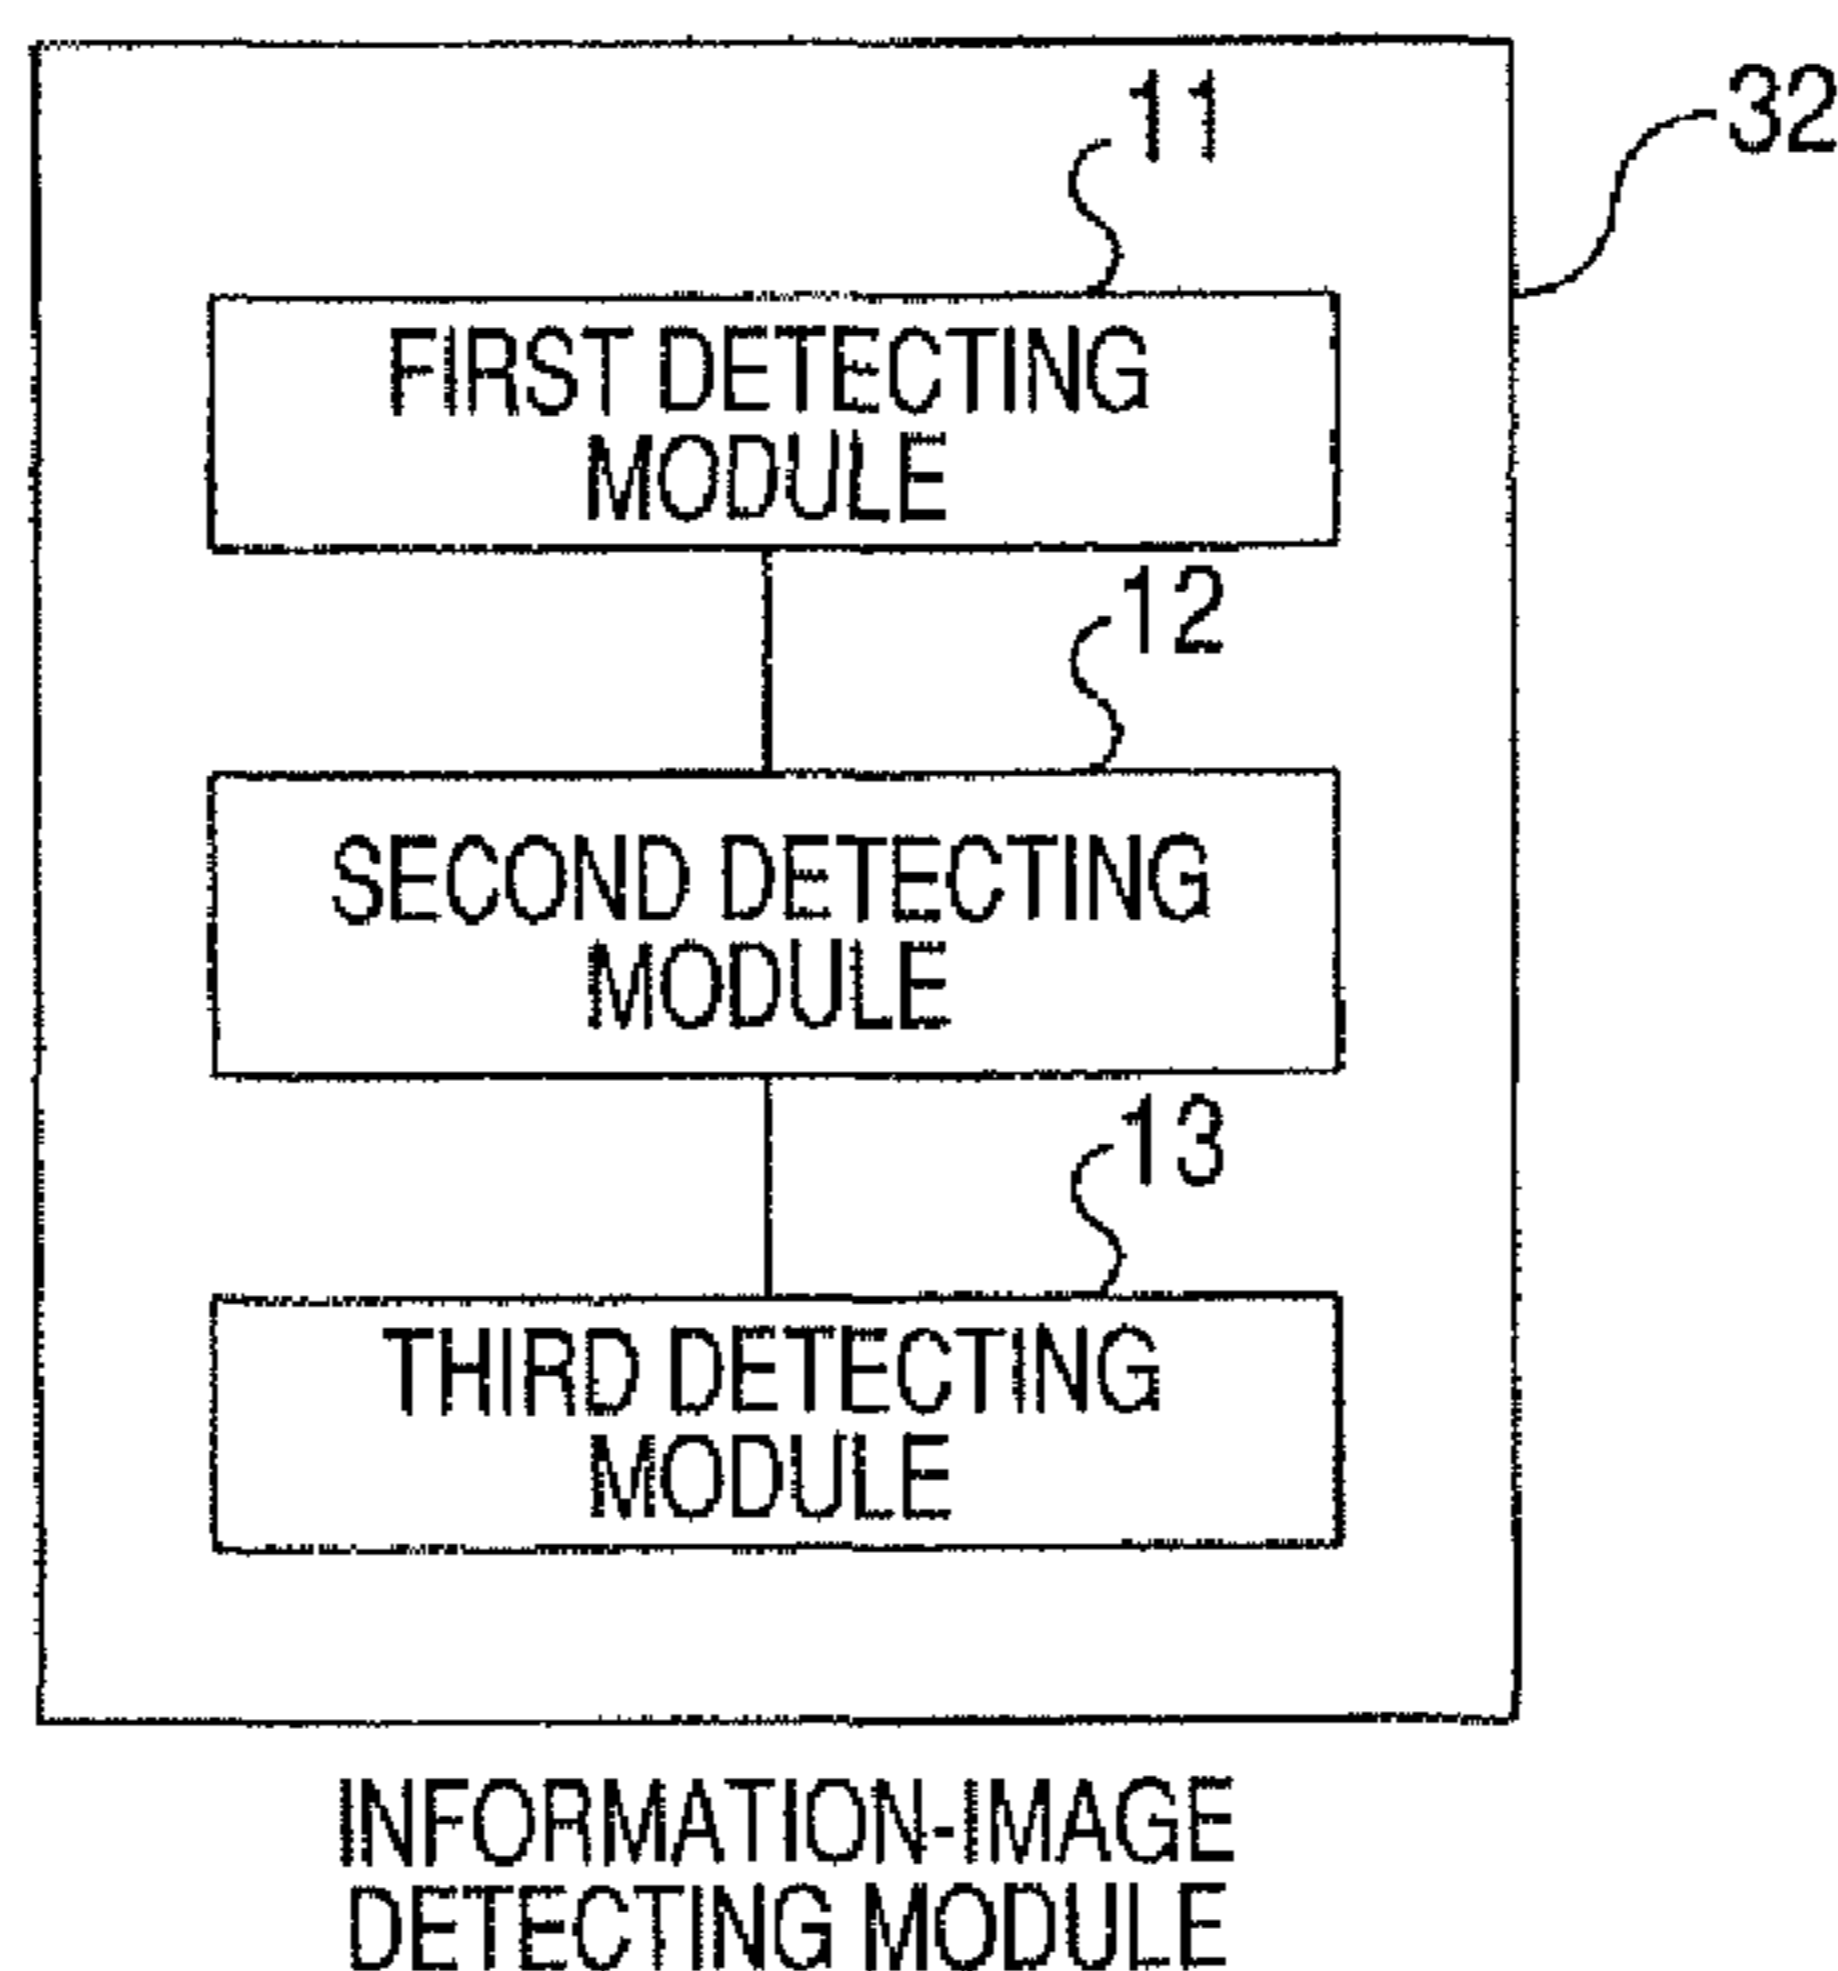 32
11
FIRST DETECTING
MODULE
12
SECOND DETECTING
MODULE
13
THIRD DETECTING
MODULE
INFORMATION-IMAGE
DETECTING MODULE